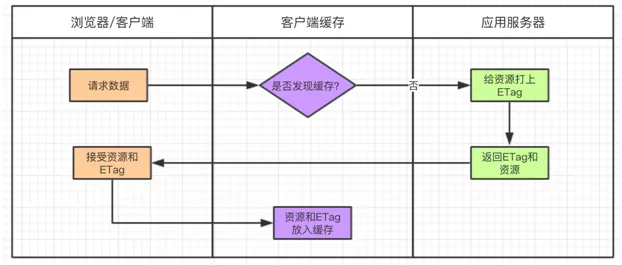 浏览器/客户端
客户端缓存
应用服务器
请求数据
是否发现缓存?
否
给资源打上
ETag
接受资源和
ETag
返回ETag和
资源
资源和ETag
放入缓存